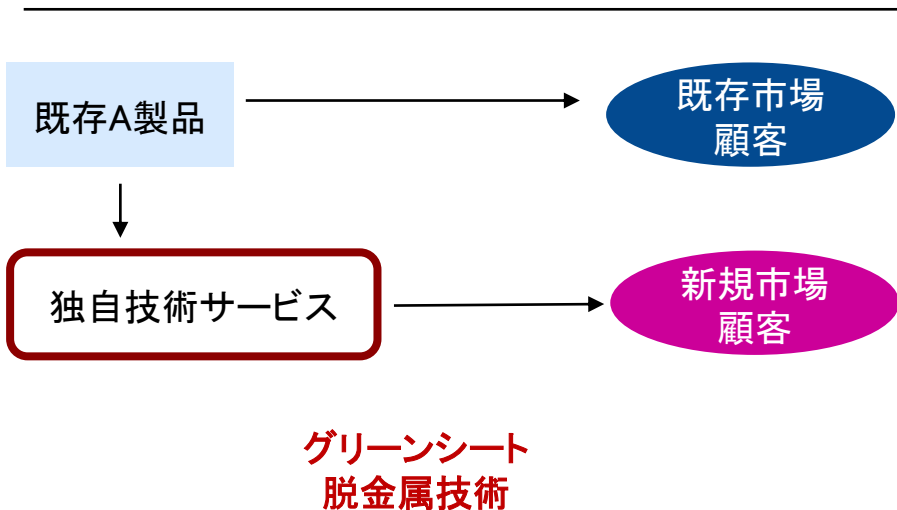 既存A製品
既存市場
顧客
独自技術サービス
新規市場
顧客
グリーンシート
脱金属技術